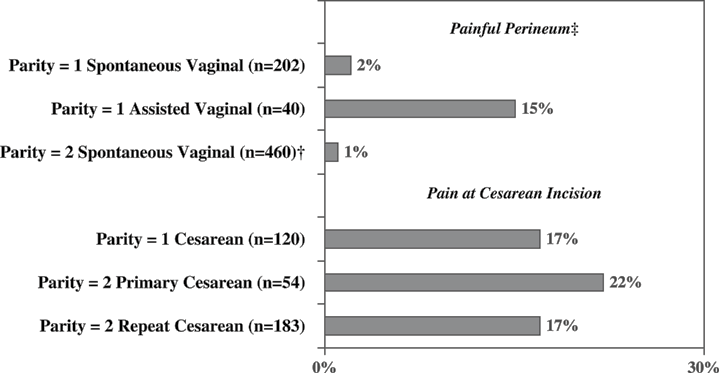 Painful Perineum‡
Parity = 1 Spontaneous Vaginal (n=202)
2%
Parity = 1 Assisted Vaginal (n=40)
15%
Parity = 2 Spontaneous Vaginal (n=460)†
1%
Pain at Cesarean Incision
Parity = 1 Cesarean (n=120)
17%
Parity = 2 Primary Cesarean (n=54)
22%
Parity = 2 Repeat Cesarean (n=183)
17%
0%
30%